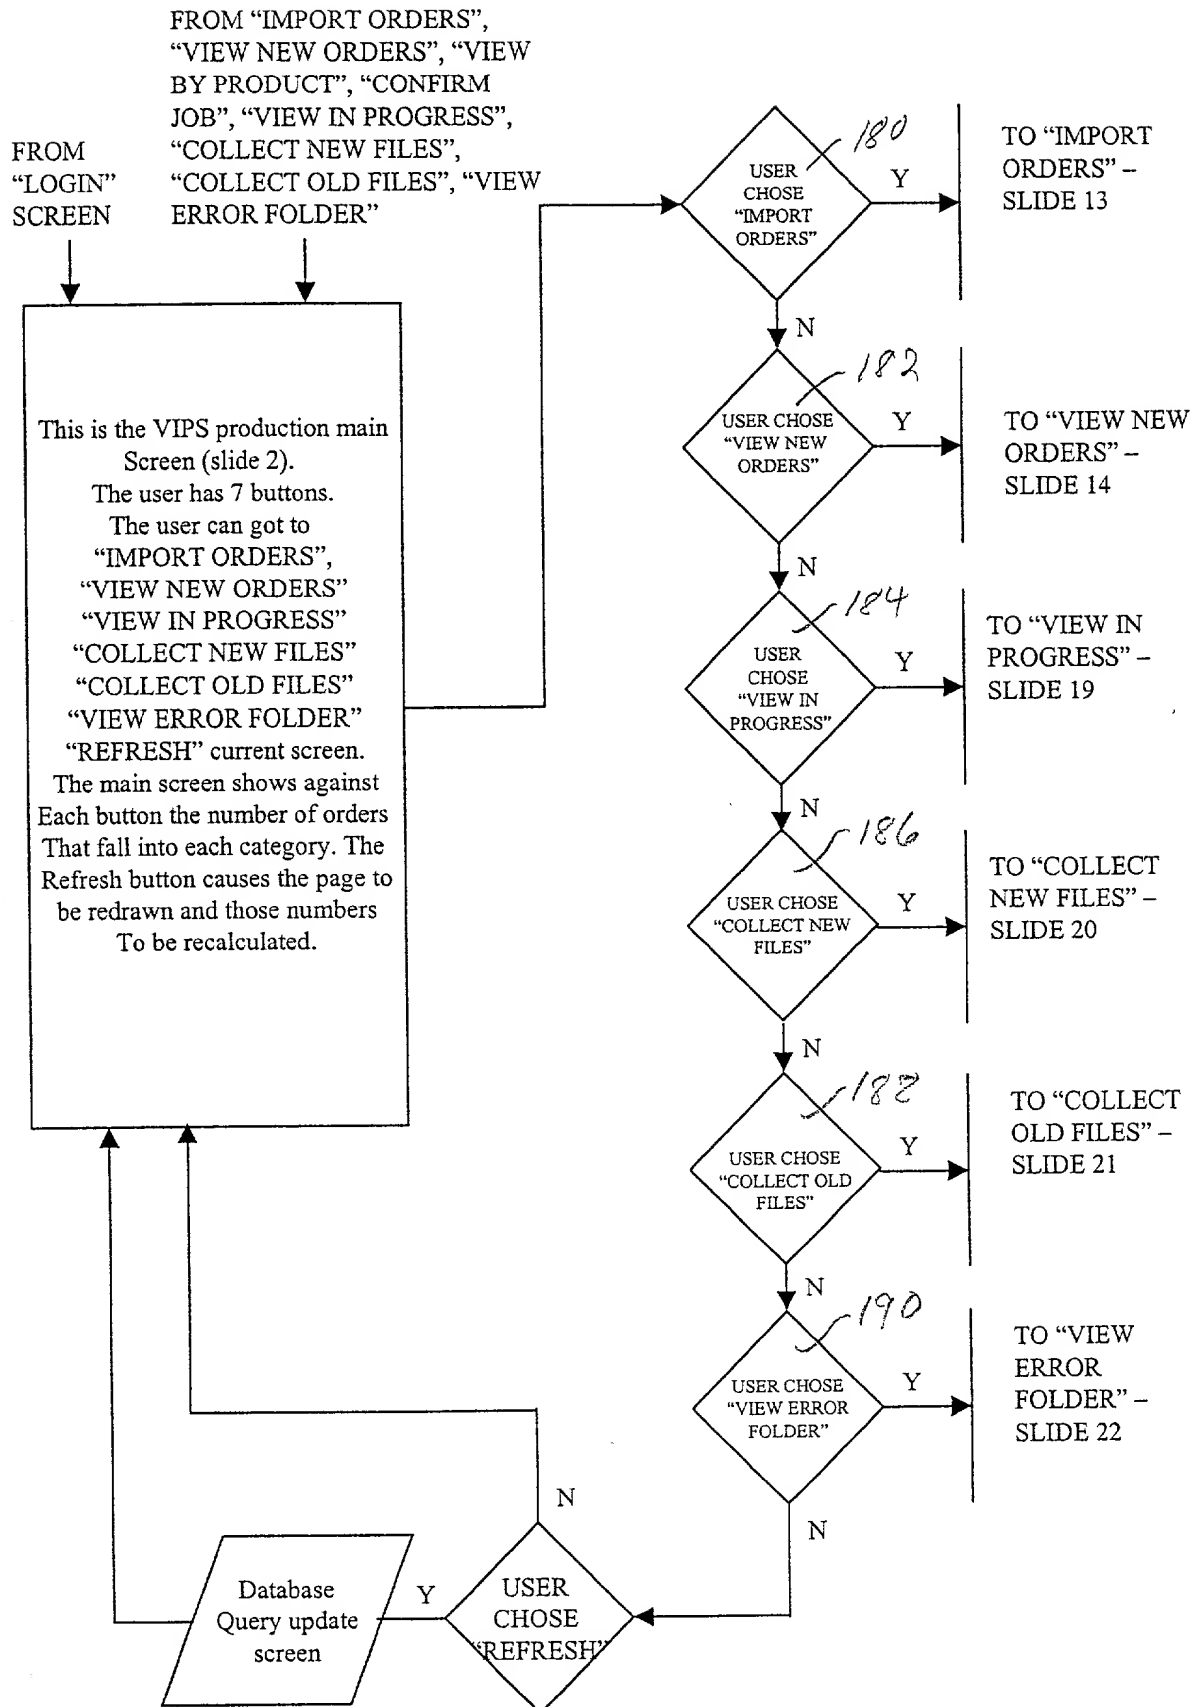 FROM “IMPORT ORDERS”,
“VIEW NEW ORDERS”, “VIEW
BY PRODUCT”, “CONFIRM
JOB”, “VIEW IN PROGRESS”,
“COLLECT NEW FILES”,
“COLLECT OLD FILES”, “VIEW
ERROR FOLDER”
FROM
“LOGIN”
SCREEN
This is the VIPS production main
Screen (slide 2).
The user has 7 buttons.
The user can got to
“IMPORT ORDERS”,
“VIEW NEW ORDERS”
“VIEW IN PROGRESS”
“COLLECT NEW FILES”
“COLLECT OLD FILES”
“VIEW ERROR FOLDER”
“REFRESH” current screen.
The main screen shows against
Each button the number of orders
That fall into each category. The
Refresh button causes the page to
be redrawn and those numbers
To be recalculated.
180
USER
CHOSE
“IMPORT
ORDERS”
Y
TO “IMPORT
ORDERS” –
SLIDE 13
N
182
USER CHOSE
“VIEW NEW
ORDERS”
Y
TO “VIEW NEW
ORDERS” –
SLIDE 14
N
184
USER
CHOSE
“VIEW IN
PROGRESS”
Y
TO “VIEW IN
PROGRESS” –
SLIDE 19
N
186
USER CHOSE
“COLLECT NEW
FILES”
Y
TO “COLLECT
NEW FILES” –
SLIDE 20
N
188
USER CHOSE
“COLLECT OLD
FILES”
Y
TO “COLLECT
OLD FILES” –
SLIDE 21
N
190
USER CHOSE
“VIEW ERROR
FOLDER”
Y
TO “VIEW
ERROR
FOLDER” –
SLIDE 22
N
USER
CHOSE
“REFRESH”
N
Y
Database
Query update
screen